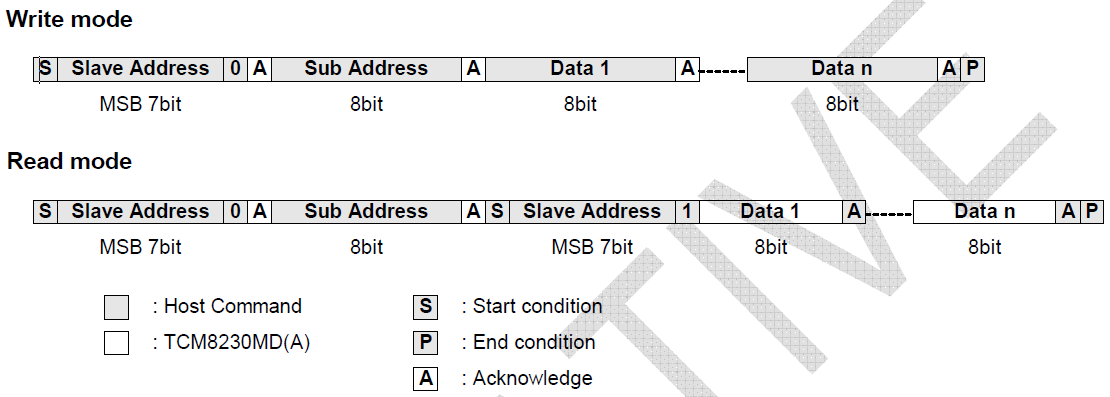 Write mode
S Slave Address 0 A Sub Address A Data 1 A Data n A P
MSB 7bit 8bit 8bit 8bit
Read mode
S Slave Address 0 A Sub Address A S Slave Address 1 Data 1 A Data n A P
MSB 7bit 8bit MSB 7bit 8bit 8bit
: Host Command S : Start condition
: TCM8230MD(A) P : End condition
A : Acknowledge
TIVE